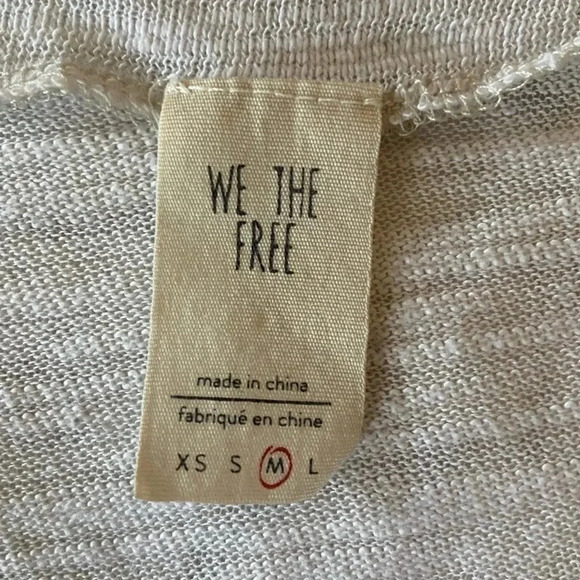 WE THE
FREE
made in china
fabriqué en chine
XS S M L